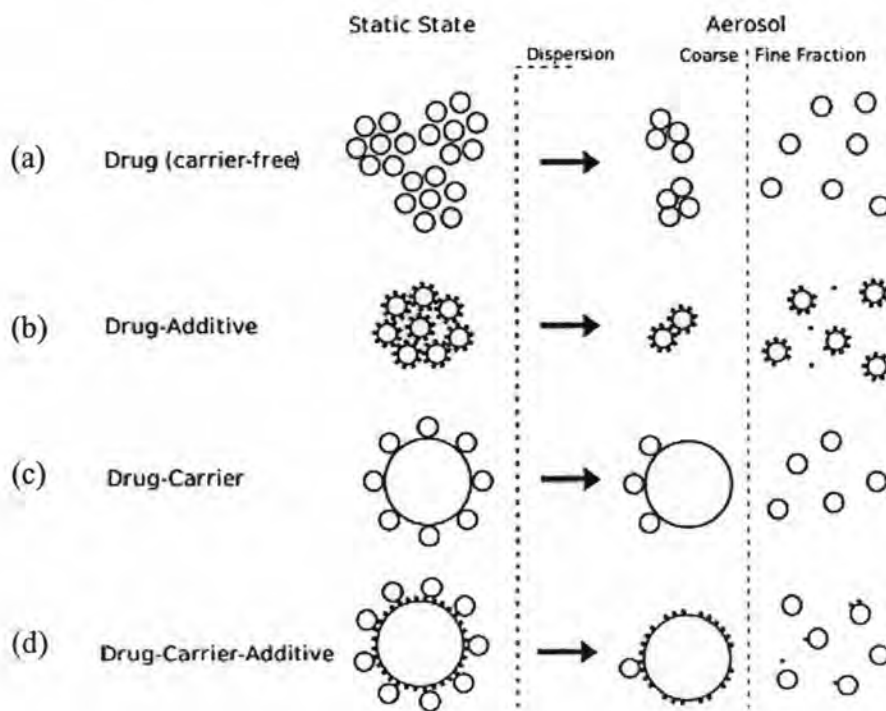 Static State
Aerosol
Dispersion
Coarse
Fine Fraction
(a) Drug (carrier-free)
(b) Drug-Additive
(c) Drug-Carrier
(d) Drug-Carrier-Additive